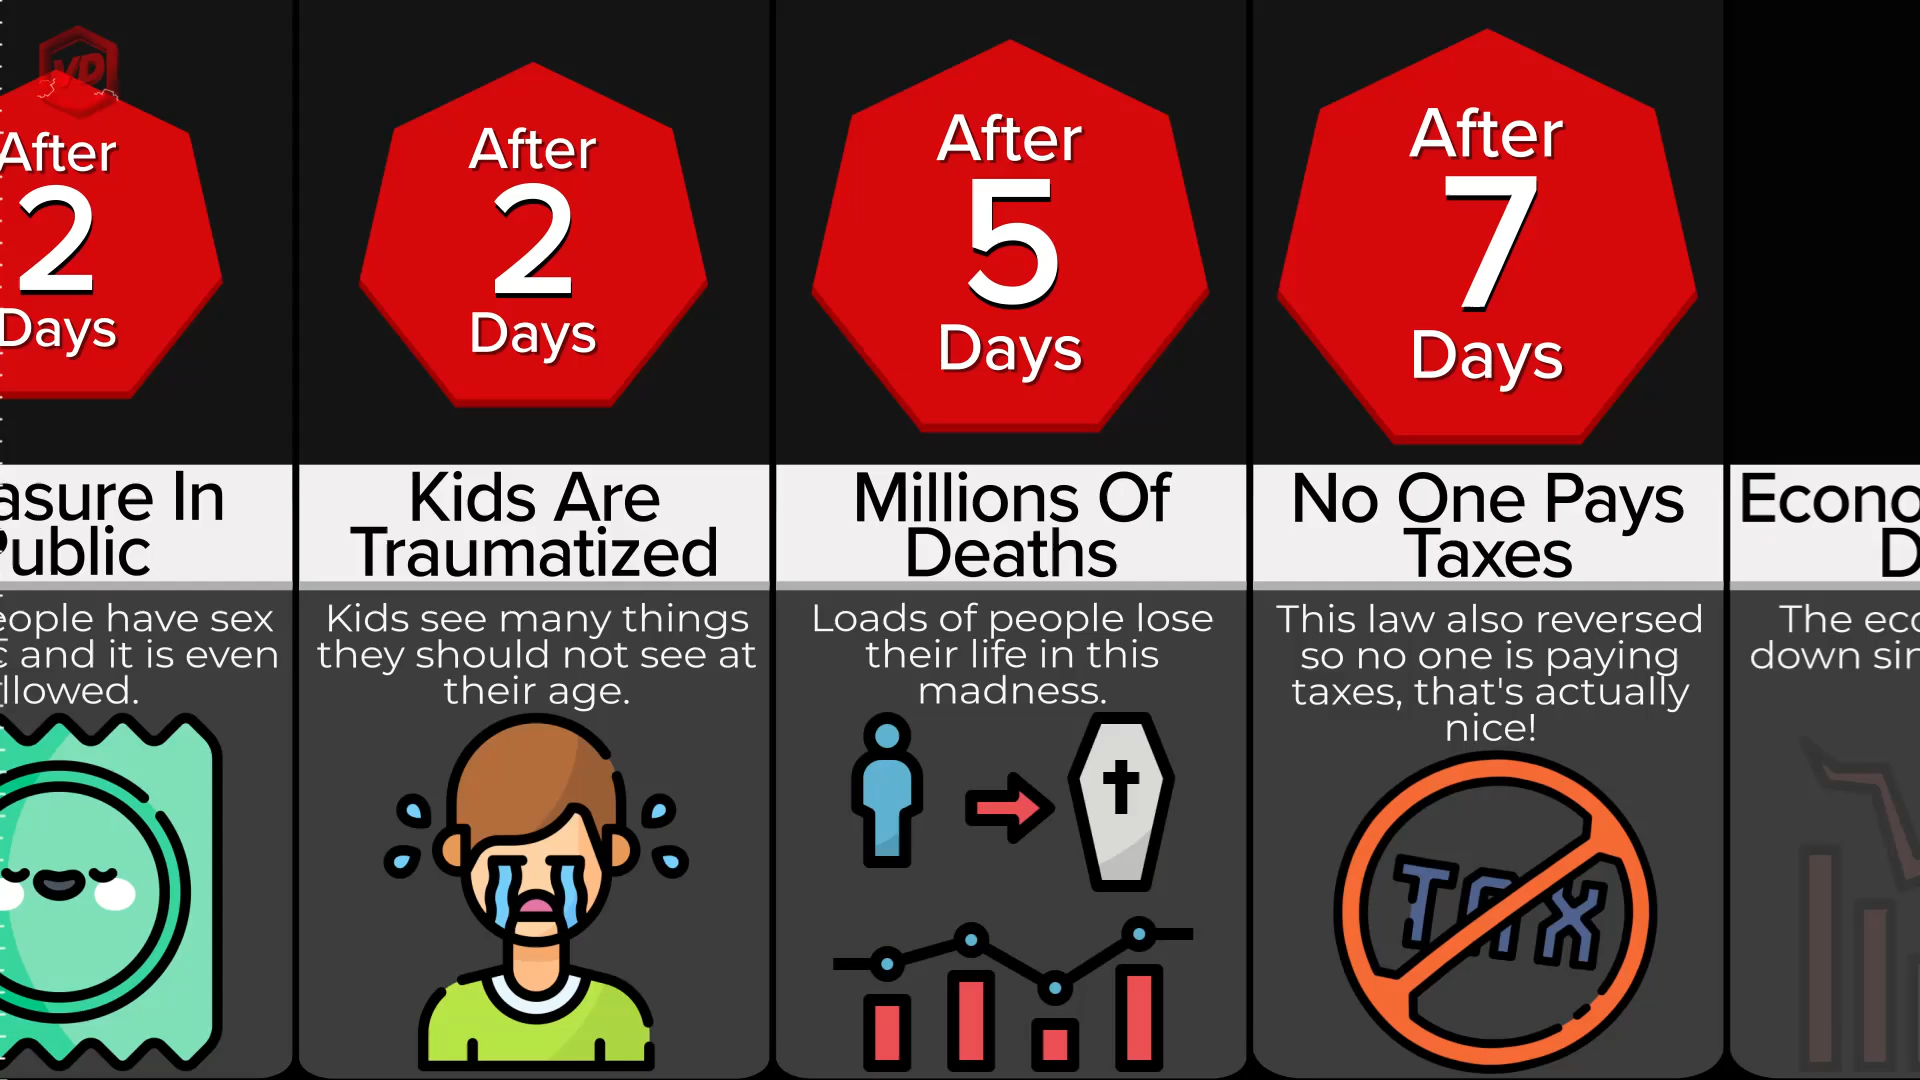 VP
After
2
Days
asure In
Public
eople have sex
c and it is even
llowed.
After
2
Days
Kids Are
Traumatized
Kids see many things
they should not see at
their age.
After
5
Days
Millions Of
Deaths
Loads of people lose
their life in this
madness.
After
7
Days
No One Pays
Taxes
This law also reversed
so no one is paying
taxes, that's actually
nice!
TAX
Econo
D
The eco
down sin